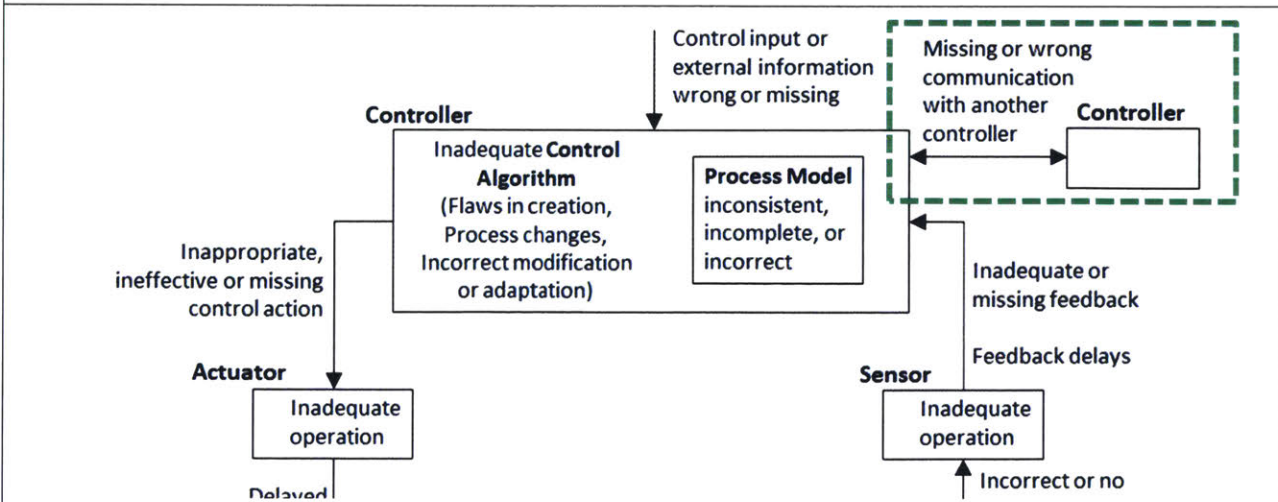 Control input or
external information
wrong or missing
Missing or wrong
communication
with another
controller
Controller
Controller
Inadequate Control
Algorithm
(Flaws in creation,
Process changes,
Incorrect modification
or adaptation)
Process Model
inconsistent,
incomplete, or
incorrect
Inappropriate,
ineffective or missing
control action
Inadequate or
missing feedback
Feedback delays
Actuator
Inadequate
operation
Sensor
Inadequate
operation
Delayed
Incorrect or no